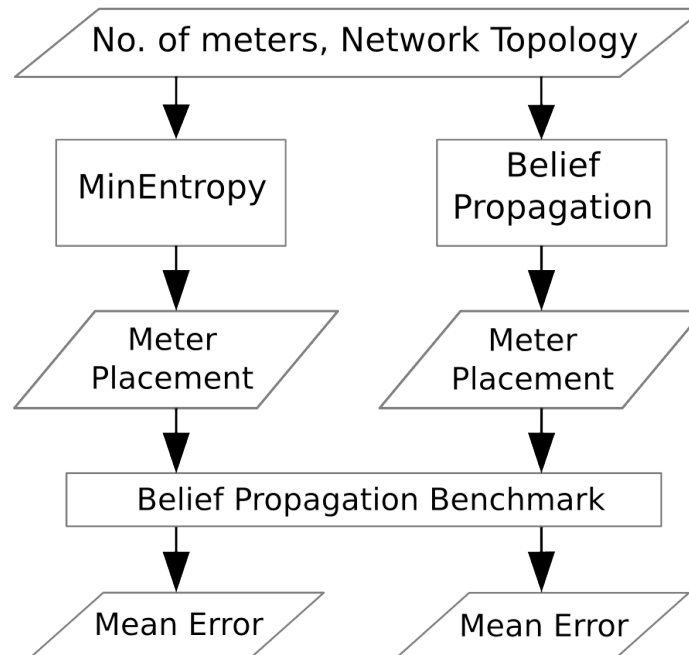 No. of meters, Network Topology
MinEntropy
Belief
Propagation
Meter
Placement
Meter
Placement
Belief Propagation Benchmark
Mean Error
Mean Error